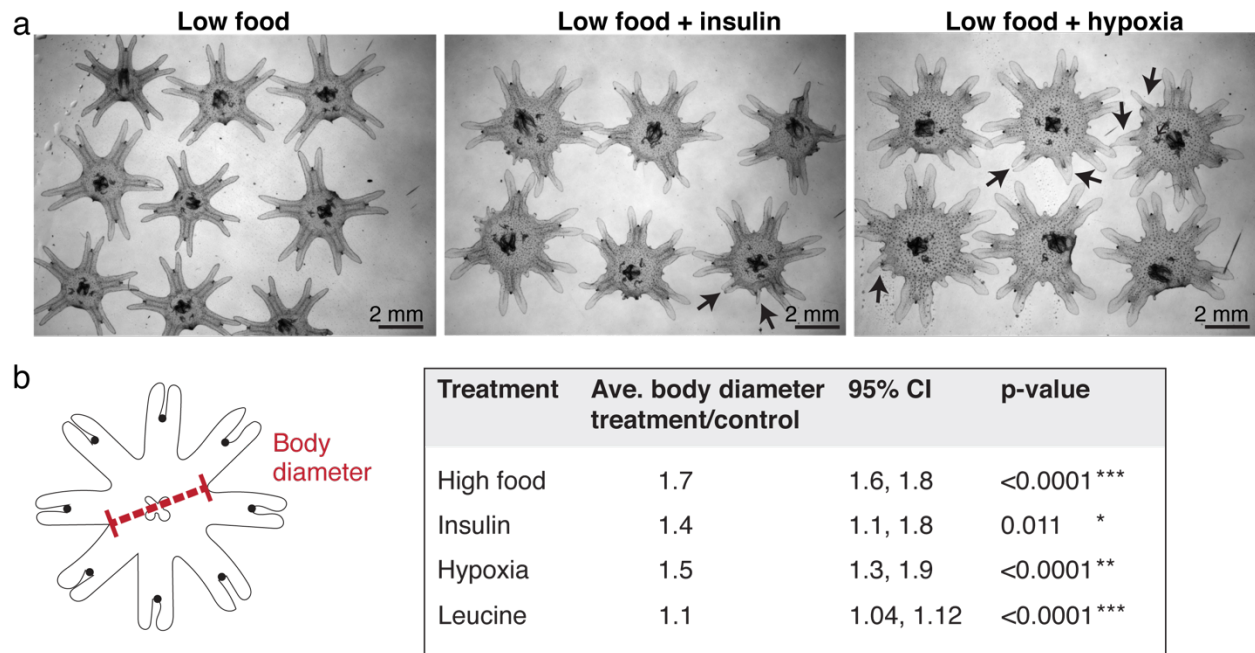 a
Low food
Low food + insulin
Low food + hypoxia
2 mm
2 mm
2 mm
b
Body
diameter
Treatment Ave. body diameter 95% CI p-value
treatment/control
High food 1.7 1.6, 1.8 <0.0001***
Insulin 1.4 1.1, 1.8 0.011 *
Hypoxia 1.5 1.3, 1.9 <0.0001**
Leucine 1.1 1.04, 1.12 <0.0001***